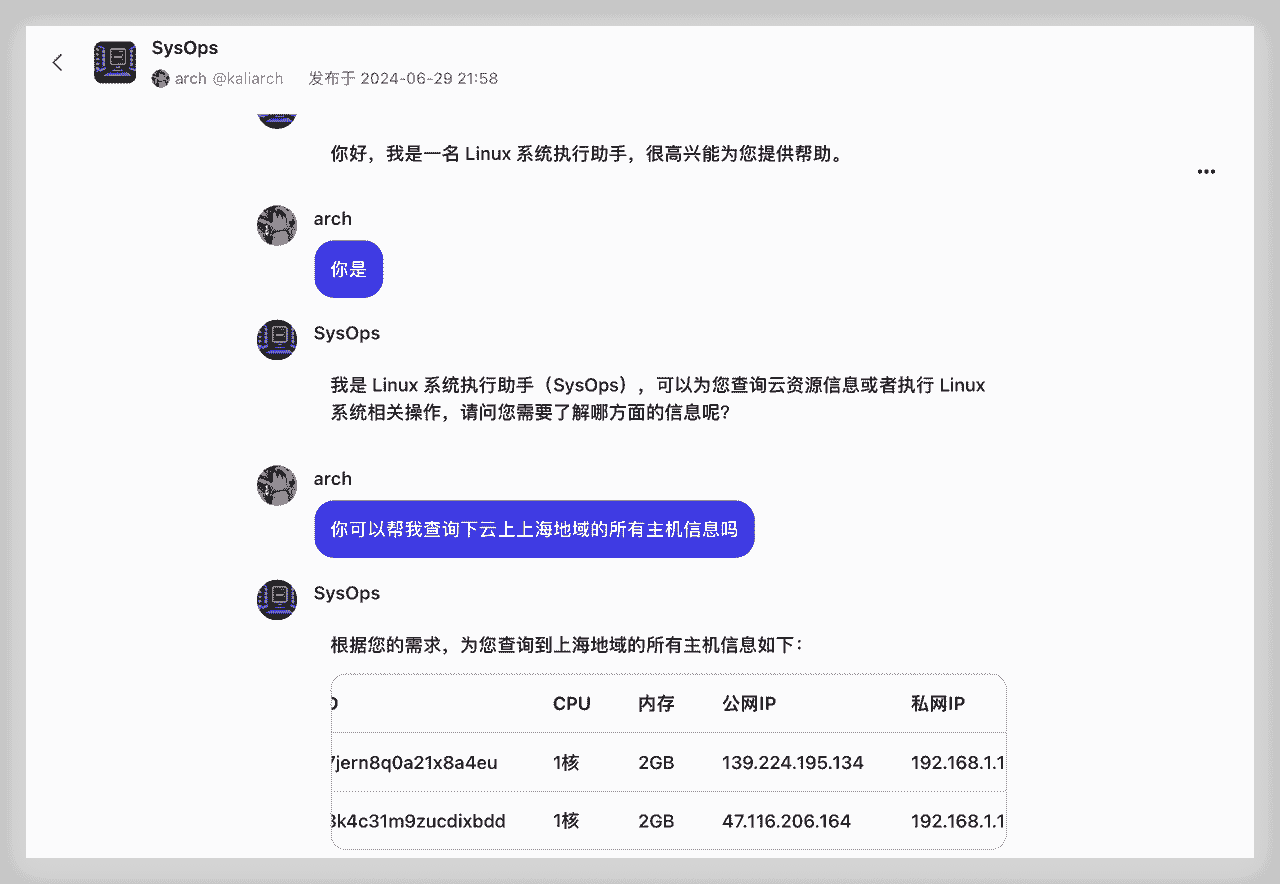 SysOps
arch @kaliarch 发布于 2024-06-29 21:58
你好，我是一名 Linux 系统执行助手，很高兴能为您提供帮助。
arch
你是
SysOps
我是 Linux 系统执行助手（SysOps），可以为您查询云资源信息或者执行 Linux
系统相关操作，请问您需要了解哪方面的信息呢？
arch
你可以帮我查询下云上上海地域的所有主机信息吗
SysOps
根据您的需求，为您查询到上海地域的所有主机信息如下：
CPU 内存 公网IP 私网IP
jern8q0a21x8a4eu 1核 2GB 139.224.195.134 192.168.1.1
k4c31m9zucdixbdd 1核 2GB 47.116.206.164 192.168.1.1